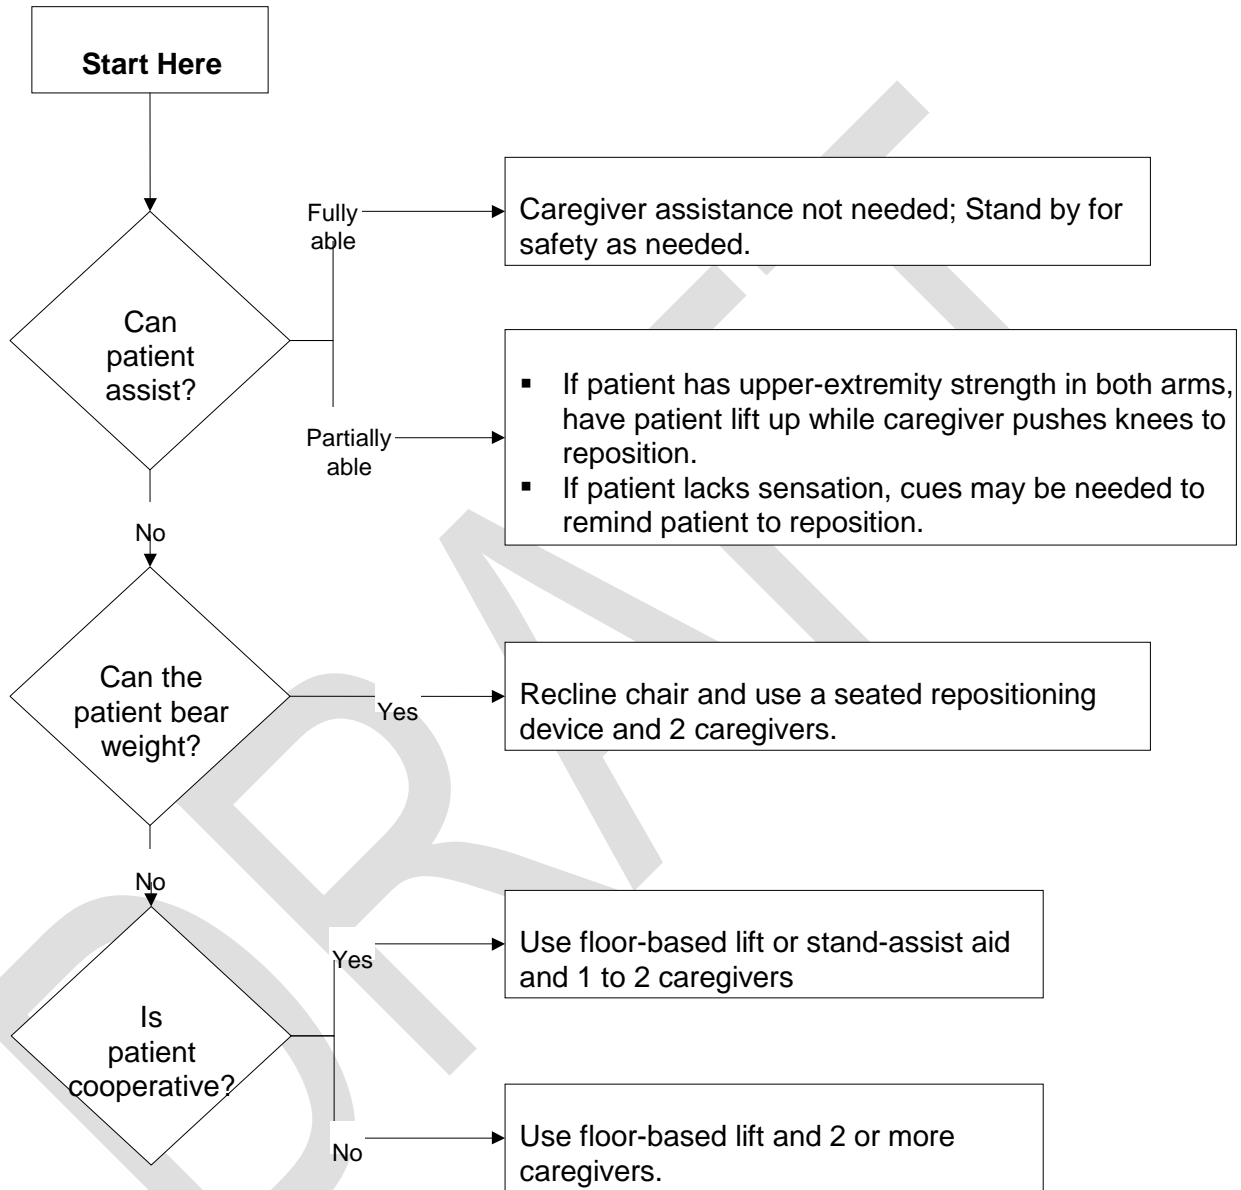 Start Here
Can
patient
assist?
Fully
able
Caregiver assistance not needed; Stand by for
safety as needed.
Partially
able
▪ If patient has upper-extremity strength in both arms,
have patient lift up while caregiver pushes knees to
reposition.
▪ If patient lacks sensation, cues may be needed to
remind patient to reposition.
No
Can the
patient bear
weight?
Yes
Recline chair and use a seated repositioning
device and 2 caregivers.
No
Is
patient
cooperative?
Yes
Use floor-based lift or stand-assist aid
and 1 to 2 caregivers
No
Use floor-based lift and 2 or more
caregivers.
DRAFT